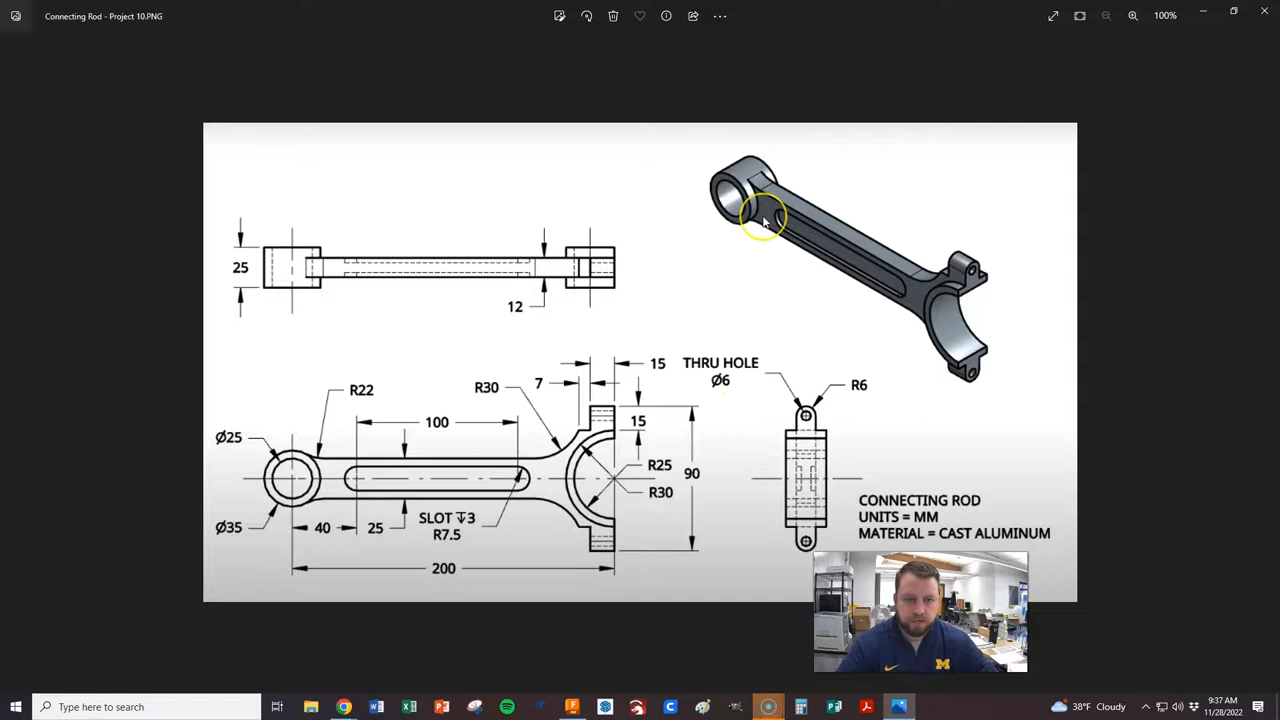 Connecting Rod - Project 10.PNG
100%
25
12
THRU HOLE
Ø6
R6
15
7
R30
R22
100
15
Ø25
R25
90
R30
Ø35
40
25
SLOT ↧3
R7.5
200
CONNECTING ROD
UNITS = MM
MATERIAL = CAST ALUMINUM
M
Type here to search
38°F Cloudy
9:37 AM
11/28/2022